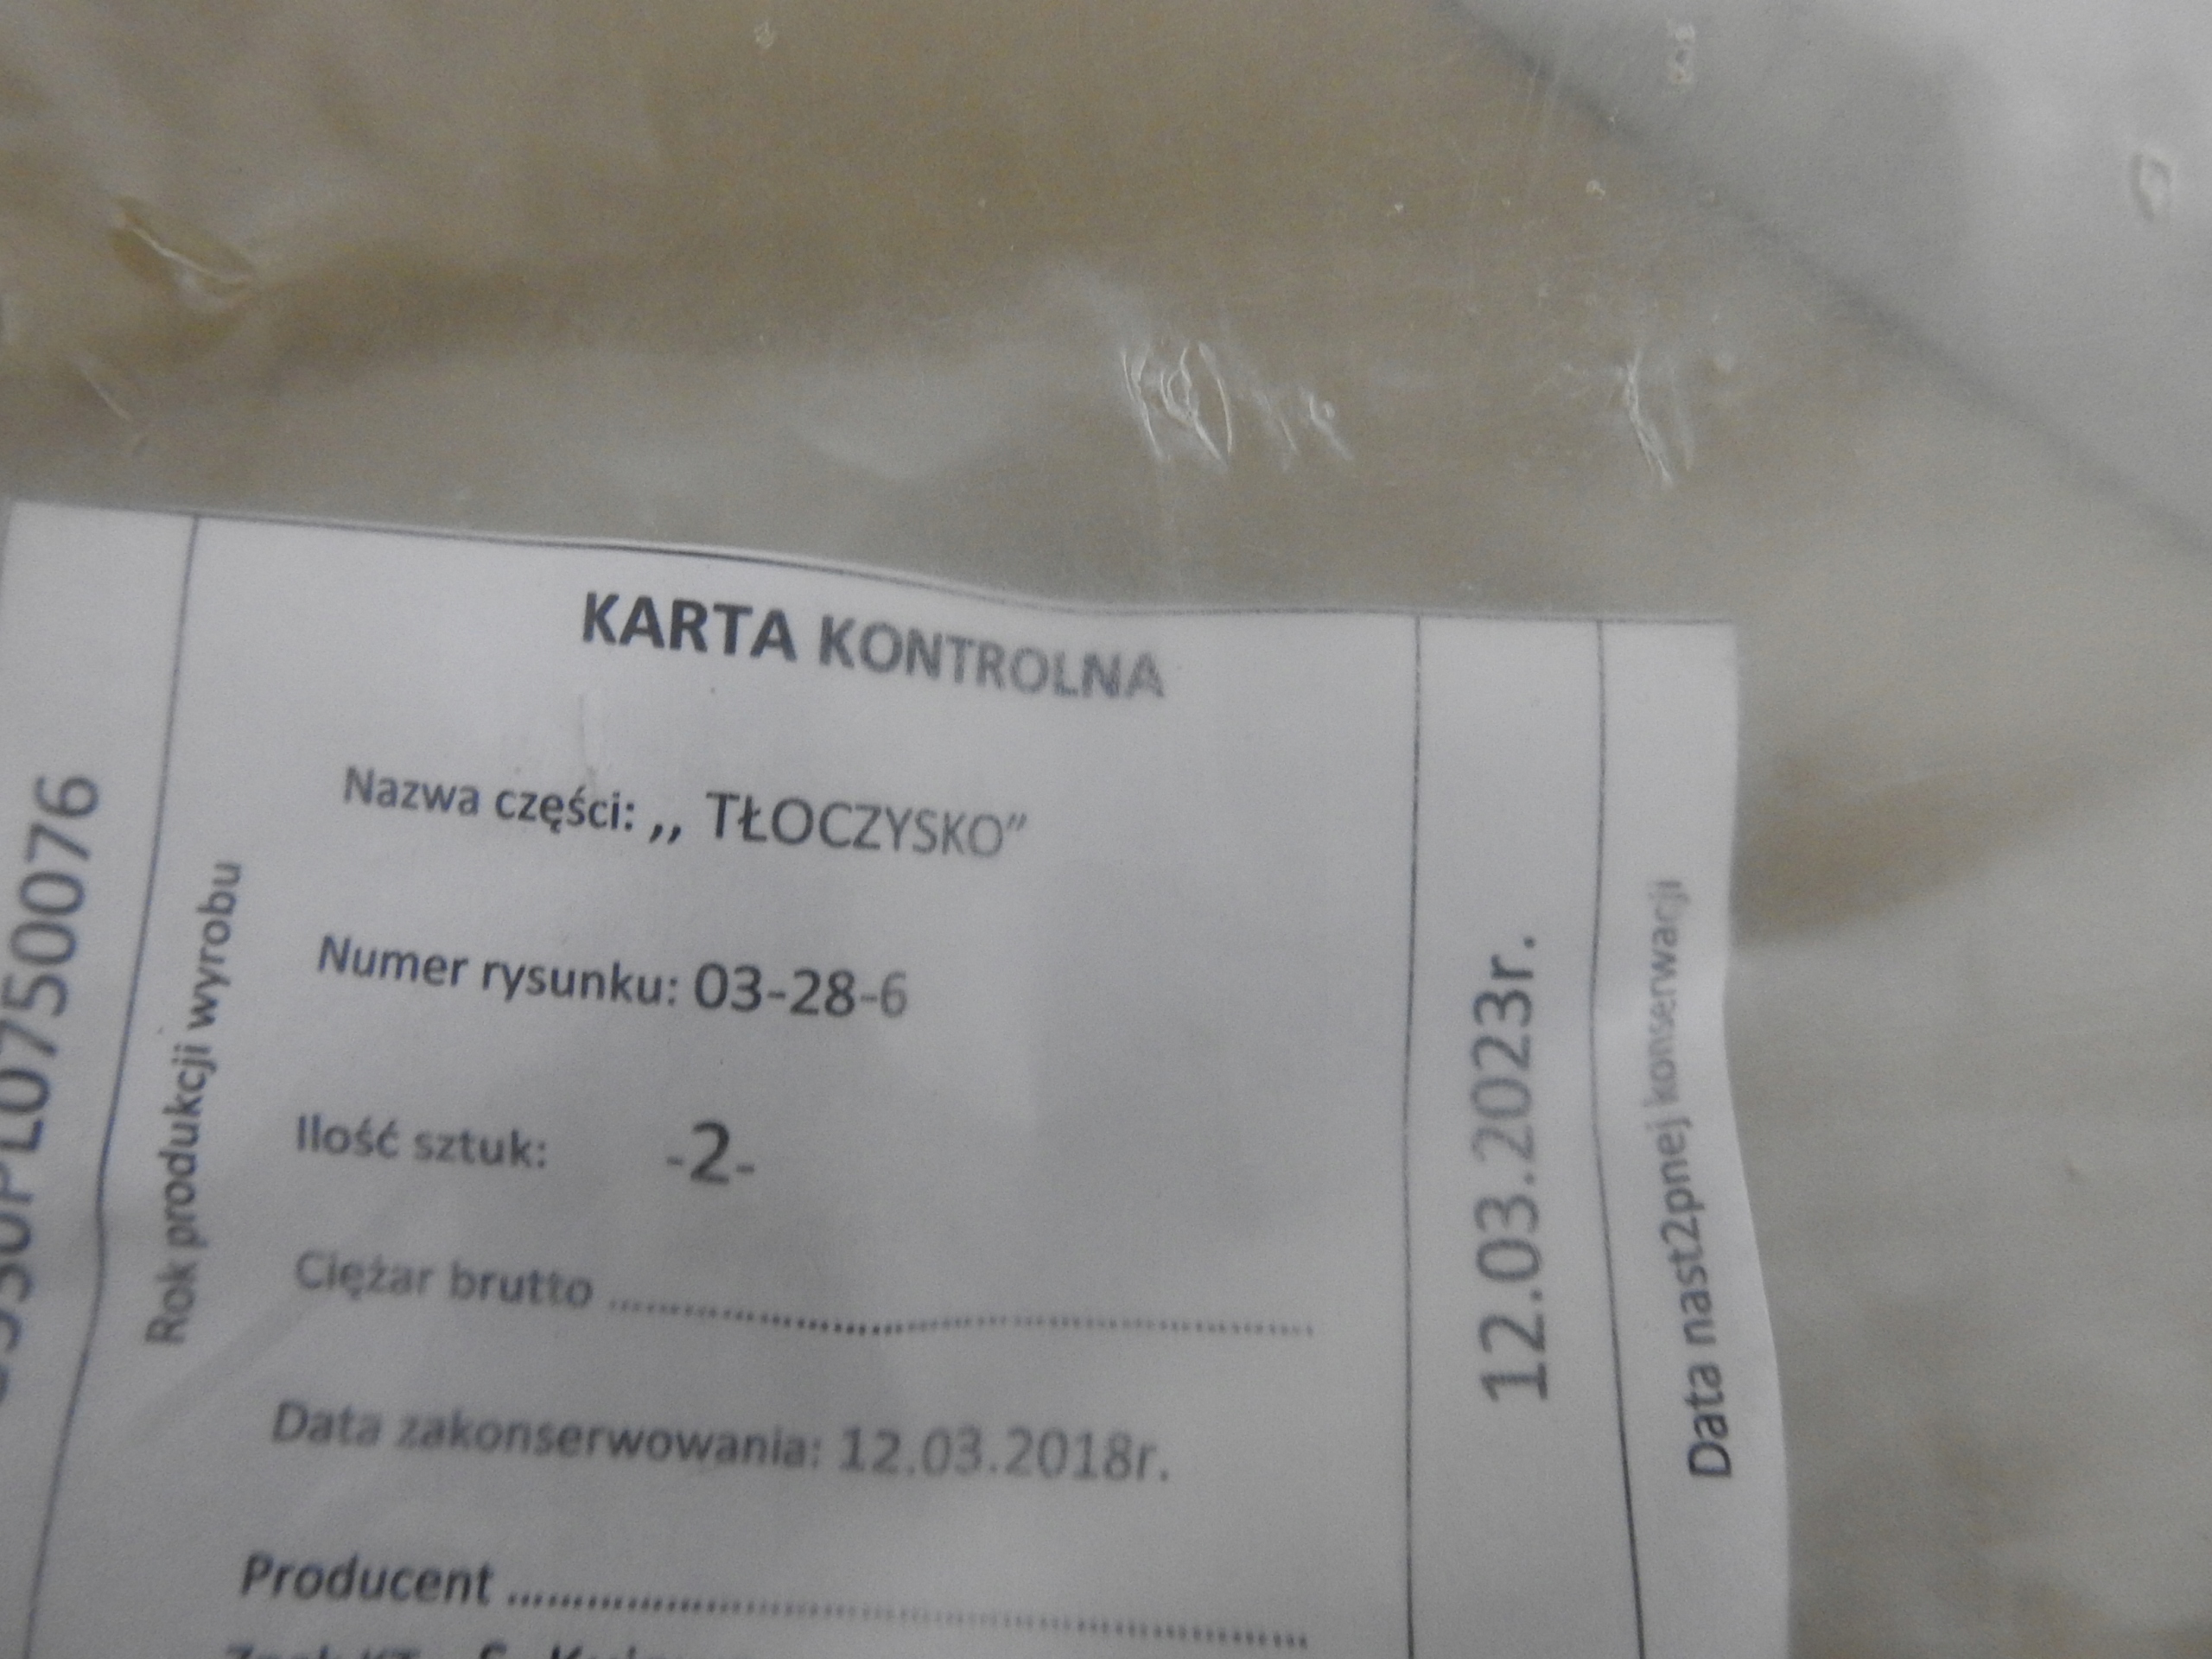 KARTA KONTROLNA
Nazwa części: ,, TŁOCZYSKO”
Numer rysunku: 03-28-6
Ilość sztuk: -2-
Ciężar brutto ........................................................
Data zakonserwowania: 12.03.2018r.
Producent ................................................................
Rok produkcji wyrobu
12.03.2023r.
Data nast2pnej konserwacji